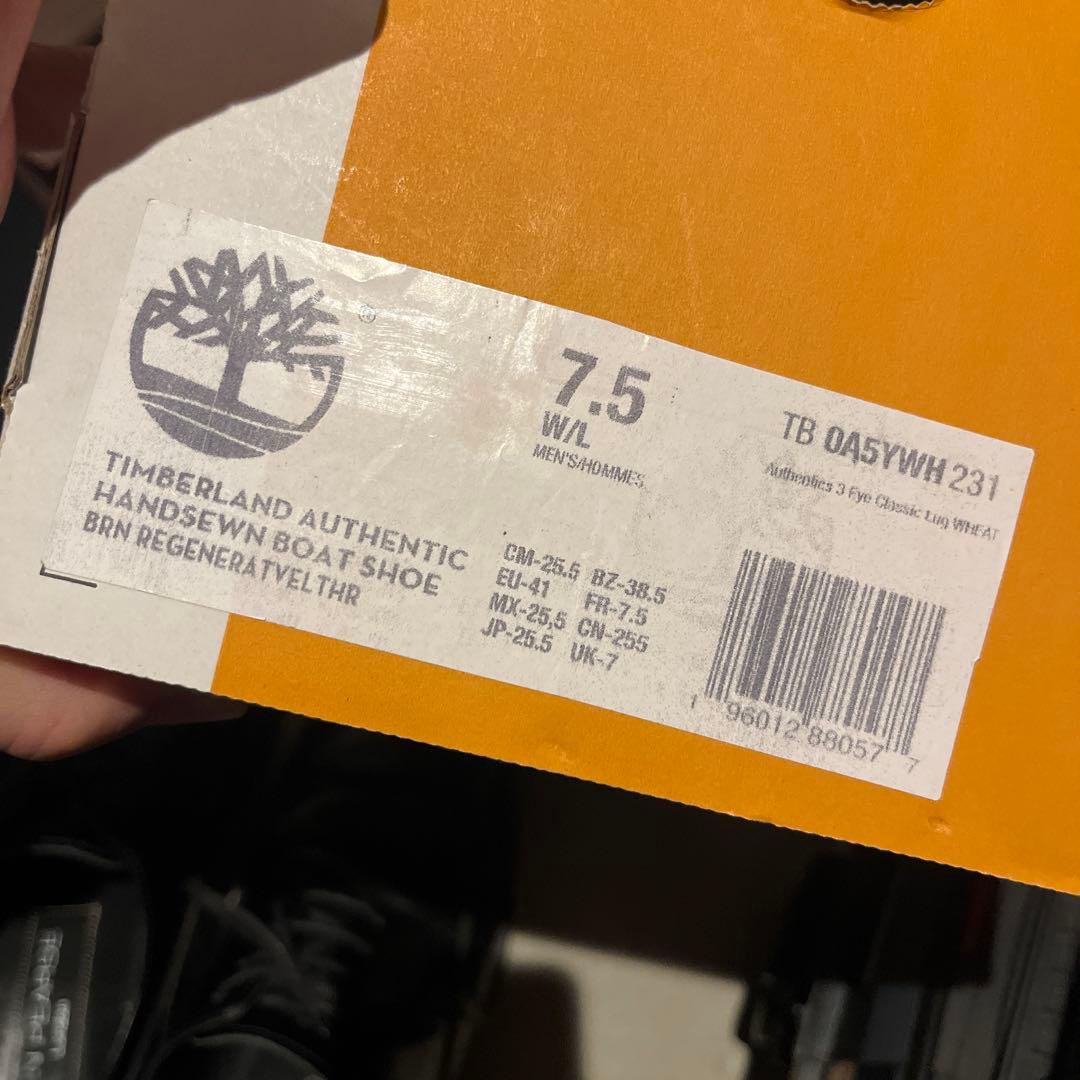 ®
7.5
W/L
MEN'S/HOMMES
TB 0A5YWH 231
Authentics 3 Eye Classic Lug WHEAT
TIMBERLAND AUTHENTIC
HANDSEWN BOAT SHOE
BRN REGENERATVELTHR
CM-25.5 BZ-38.5
EU-41 FR-7.5
MX-25,5 CN-255
JP-25.5 UK-7
1 96012 88057 7